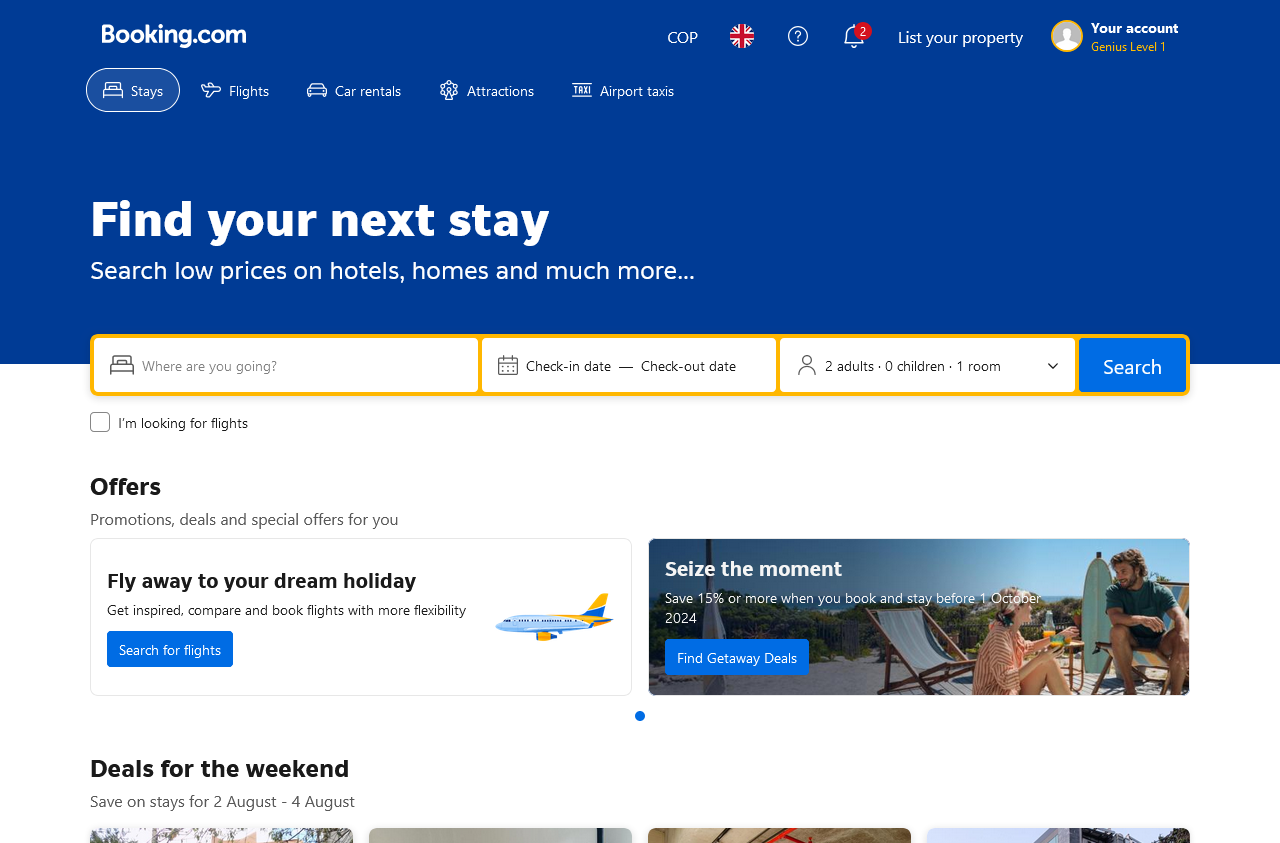 Booking.com
COP
2
List your property
Your account
Genius Level 1
Stays
Flights
Car rentals
Attractions
TAXI
Airport taxis
Find your next stay
Search low prices on hotels, homes and much more...
Where are you going?
Check-in date — Check-out date
2 adults · 0 children · 1 room
Search
I'm looking for flights
Offers
Promotions, deals and special offers for you
Fly away to your dream holiday
Get inspired, compare and book flights with more flexibility
Search for flights
Seize the moment
Save 15% or more when you book and stay before 1 October
2024
Find Getaway Deals
Deals for the weekend
Save on stays for 2 August - 4 August